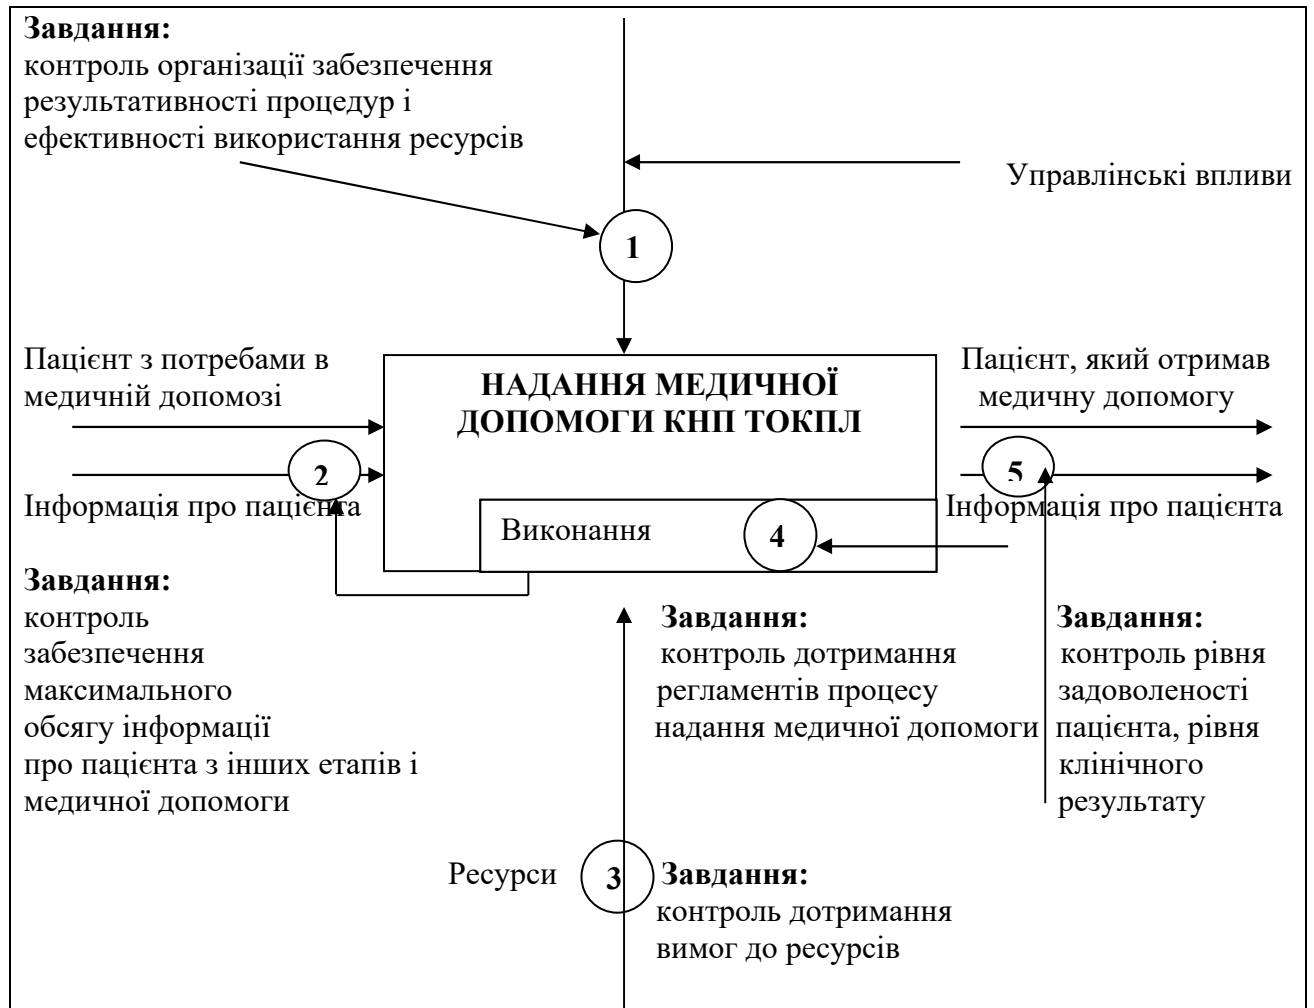 Завдання:
контроль організації забезпечення
результативності процедур і
ефективності використання ресурсів
Управлінські впливи
1
Пацієнт з потребами в
медичній допомозі
НАДАННЯ МЕДИЧНОЇ
ДОПОМОГИ КНП ТОКПЛ
Пацієнт, який отримав
медичну допомогу
2
5
Інформація про пацієнта
Виконання
4
Інформація про пацієнта
Завдання:
контроль
забезпечення
максимального
обсягу інформації
про пацієнта з інших етапів і
медичної допомоги
Завдання:
контроль дотримання
регламентів процесу
надання медичної допомоги
Завдання:
контроль рівня
задоволеності
пацієнта, рівня
клінічного
результату
Ресурси
3
Завдання:
контроль дотримання
вимог до ресурсів